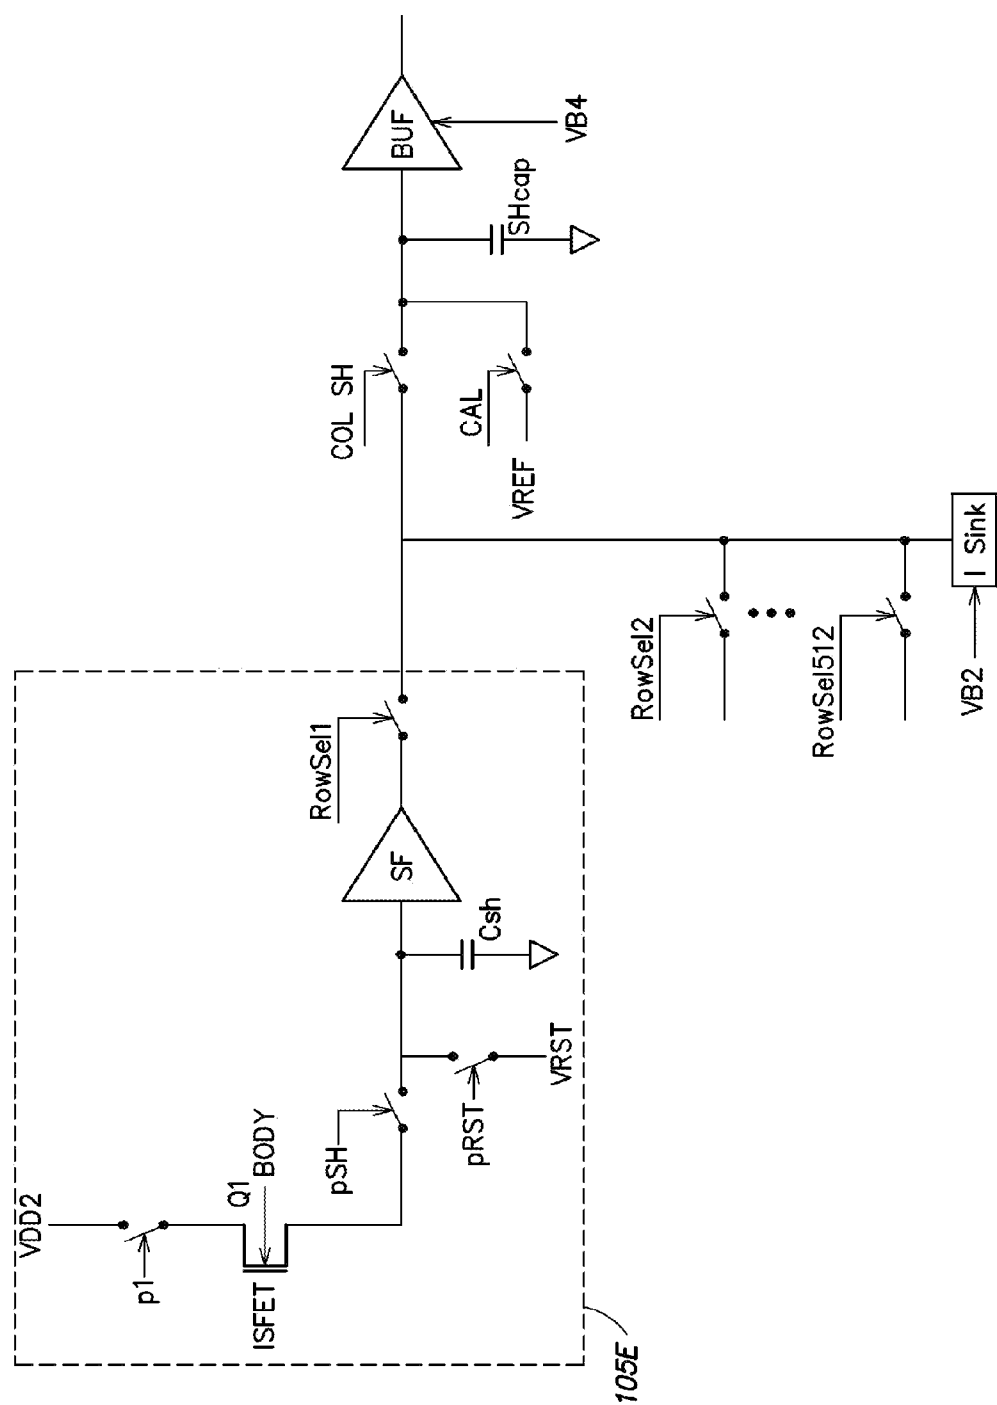 VDD2
p1
ISFET
Q1
BODY
pSH
pRST
VRST
Csh
SF
RowSel1
105E
RowSel2
RowSel512
VB2
I Sink
COL SH
CAL
VREF
SHcap
BUF
VB4